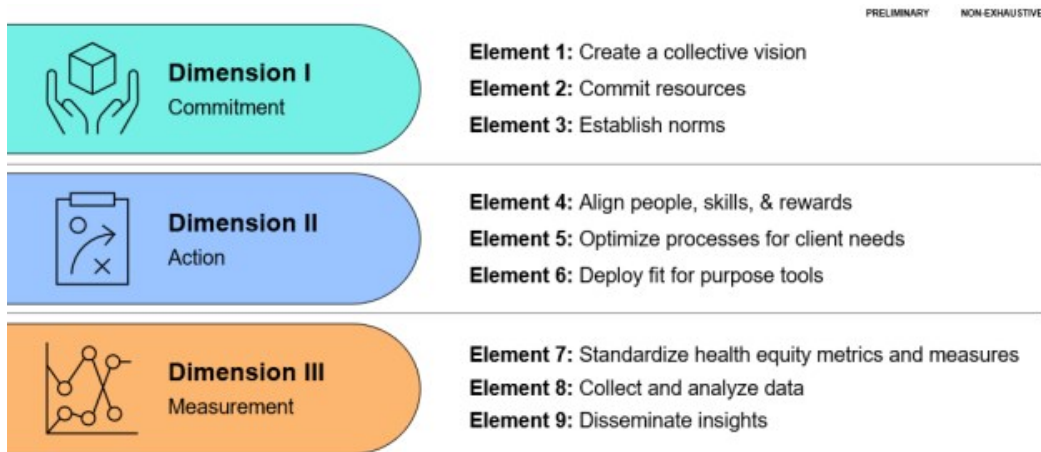 PRELIMINARY NON-EXHAUSTIVE
Dimension I
Commitment
Element 1: Create a collective vision
Element 2: Commit resources
Element 3: Establish norms
Dimension II
Action
Element 4: Align people, skills, & rewards
Element 5: Optimize processes for client needs
Element 6: Deploy fit for purpose tools
Dimension III
Measurement
Element 7: Standardize health equity metrics and measures
Element 8: Collect and analyze data
Element 9: Disseminate insights